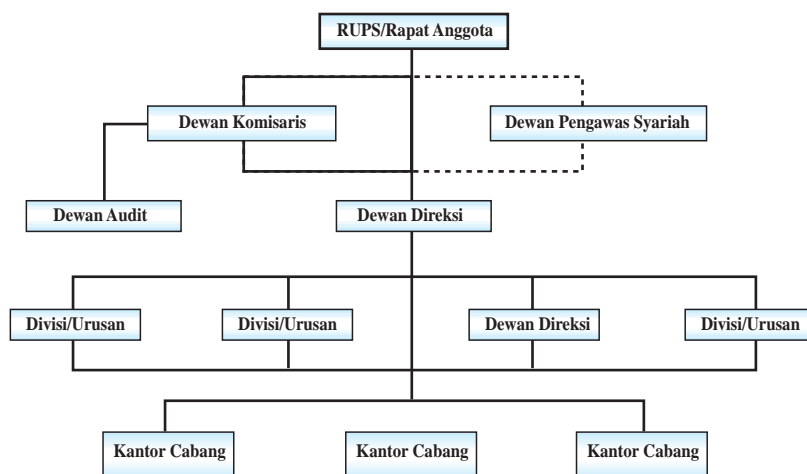 RUPS/Rapat Anggota
Dewan Komisaris
Dewan Pengawas Syariah
Dewan Audit
Dewan Direksi
Divisi/Urusan
Divisi/Urusan
Dewan Direksi
Divisi/Urusan
Kantor Cabang
Kantor Cabang
Kantor Cabang